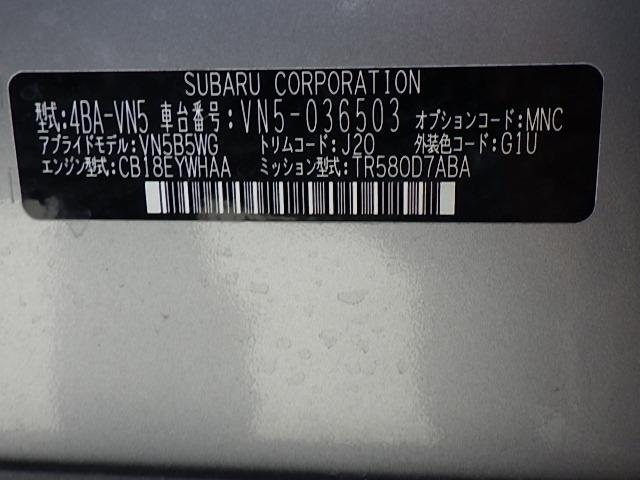 SUBARU CORPORATION
型式:4BA-VN5 車台番号:VN5-036503 オプションコード:MNC
アプライドモデル:VN5B5WG トリムコード:J20 外装色コード:G1U
エンジン型式:CB18EYWHAA ミッション型式:TR580D7ABA